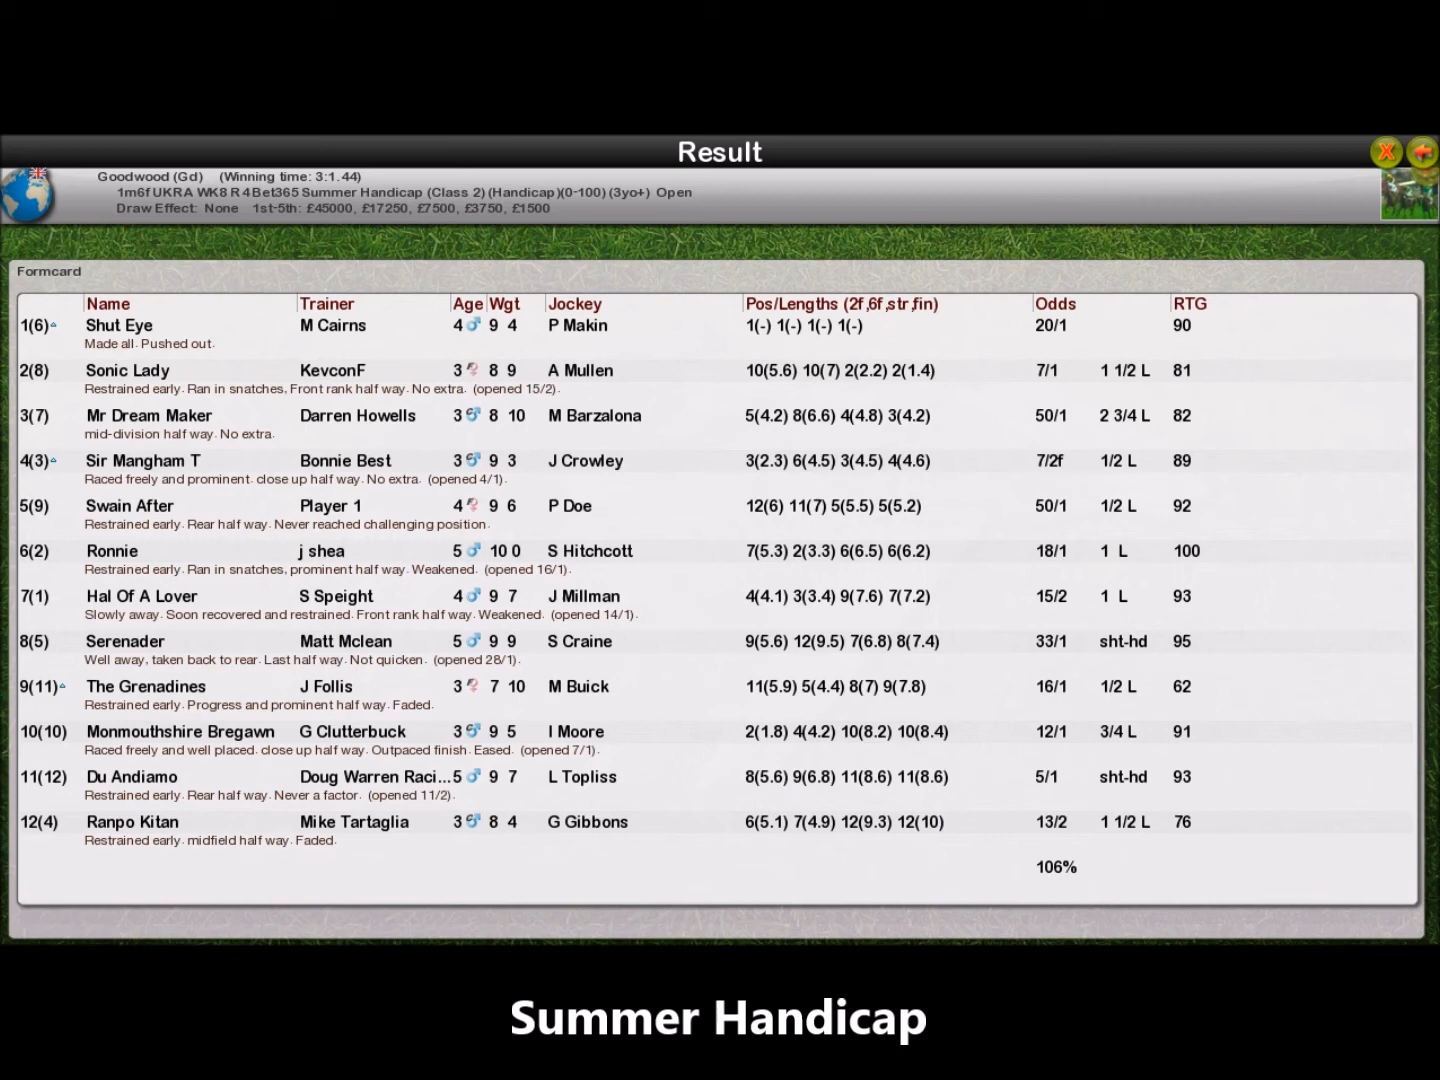 Result
Goodwood (Gd) (Winning time: 3:1.44)
1m6f UKRA WK8 R 4 Bet365 Summer Handicap (Class 2) (Handicap)(0-100) (3yo+) Open
Draw Effect: None 1st-5th: £45000, £17250, £7500, £3750, £1500
Formcard
Name Trainer Age Wgt Jockey Pos/Lengths (2f,6f,str,fin) Odds RTG
1(6) Shut Eye M Cairns 4 9 4 P Makin 1(-) 1(-) 1(-) 1(-) 20/1 90
Made all. Pushed out.
2(8) Sonic Lady KevconF 3 8 9 A Mullen 10(5.6) 10(7) 2(2.2) 2(1.4) 7/1 1 1/2 L 81
Restrained early. Ran in snatches, Front rank half way. No extra. (opened 15/2).
3(7) Mr Dream Maker Darren Howells 3 8 10 M Barzalona 5(4.2) 8(6.6) 4(4.8) 3(4.2) 50/1 2 3/4 L 82
mid-division half way. No extra.
4(3) Sir Mangham T Bonnie Best 3 9 3 J Crowley 3(2.3) 6(4.5) 3(4.5) 4(4.6) 7/2f 1/2 L 89
Raced freely and prominent. close up half way. No extra. (opened 4/1).
5(9) Swain After Player 1 4 9 6 P Doe 12(6) 11(7) 5(5.5) 5(5.2) 50/1 1/2 L 92
Restrained early. Rear half way. Never reached challenging position.
6(2) Ronnie j shea 5 10 0 S Hitchcott 7(5.3) 2(3.3) 6(6.5) 6(6.2) 18/1 1 L 100
Restrained early. Ran in snatches, prominent half way. Weakened. (opened 16/1).
7(1) Hal Of A Lover S Speight 4 9 7 J Millman 4(4.1) 3(3.4) 9(7.6) 7(7.2) 15/2 1 L 93
Slowly away. Soon recovered and restrained. Front rank half way. Weakened. (opened 14/1).
8(5) Serenader Matt Mclean 5 9 9 S Craine 9(5.6) 12(9.5) 7(6.8) 8(7.4) 33/1 sht-hd 95
Well away, taken back to rear. Last half way. Not quicken. (opened 28/1).
9(11) The Grenadines J Follis 3 7 10 M Buick 11(5.9) 5(4.4) 8(7) 9(7.8) 16/1 1/2 L 62
Restrained early. Progress and prominent half way. Faded.
10(10) Monmouthshire Bregawn G Clutterbuck 3 9 5 I Moore 2(1.8) 4(4.2) 10(8.2) 10(8.4) 12/1 3/4 L 91
Raced freely and well placed. close up half way. Outpaced finish. Eased. (opened 7/1).
11(12) Du Andiamo Doug Warren Raci... 5 9 7 L Topliss 8(5.6) 9(6.8) 11(8.6) 11(8.6) 5/1 sht-hd 93
Restrained early. Rear half way. Never a factor. (opened 11/2).
12(4) Ranpo Kitan Mike Tartaglia 3 8 4 G Gibbons 6(5.1) 7(4.9) 12(9.3) 12(10) 13/2 1 1/2 L 76
Restrained early. midfield half way. Faded.
106%
Summer Handicap